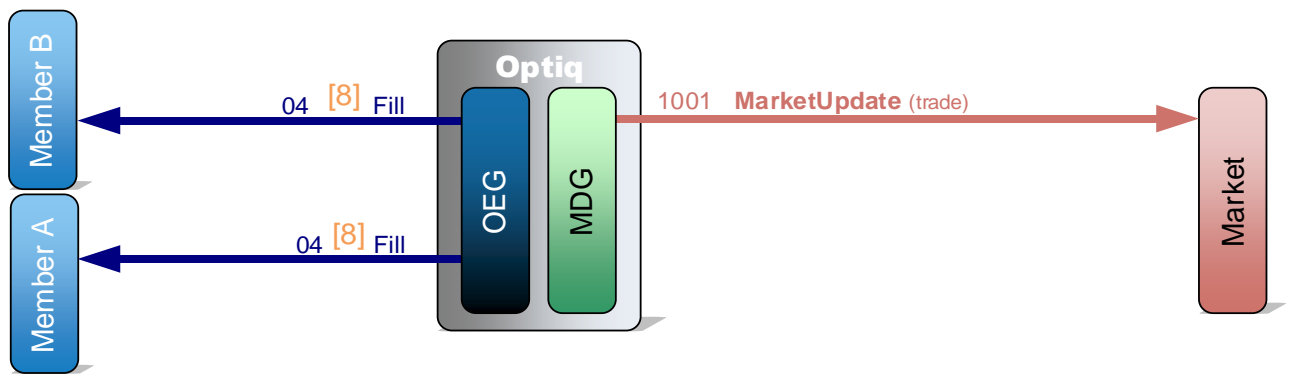 Member B
04 [8] Fill
Optiq
OEG
MDG
1001 MarketUpdate (trade)
Market
Member A
04 [8] Fill